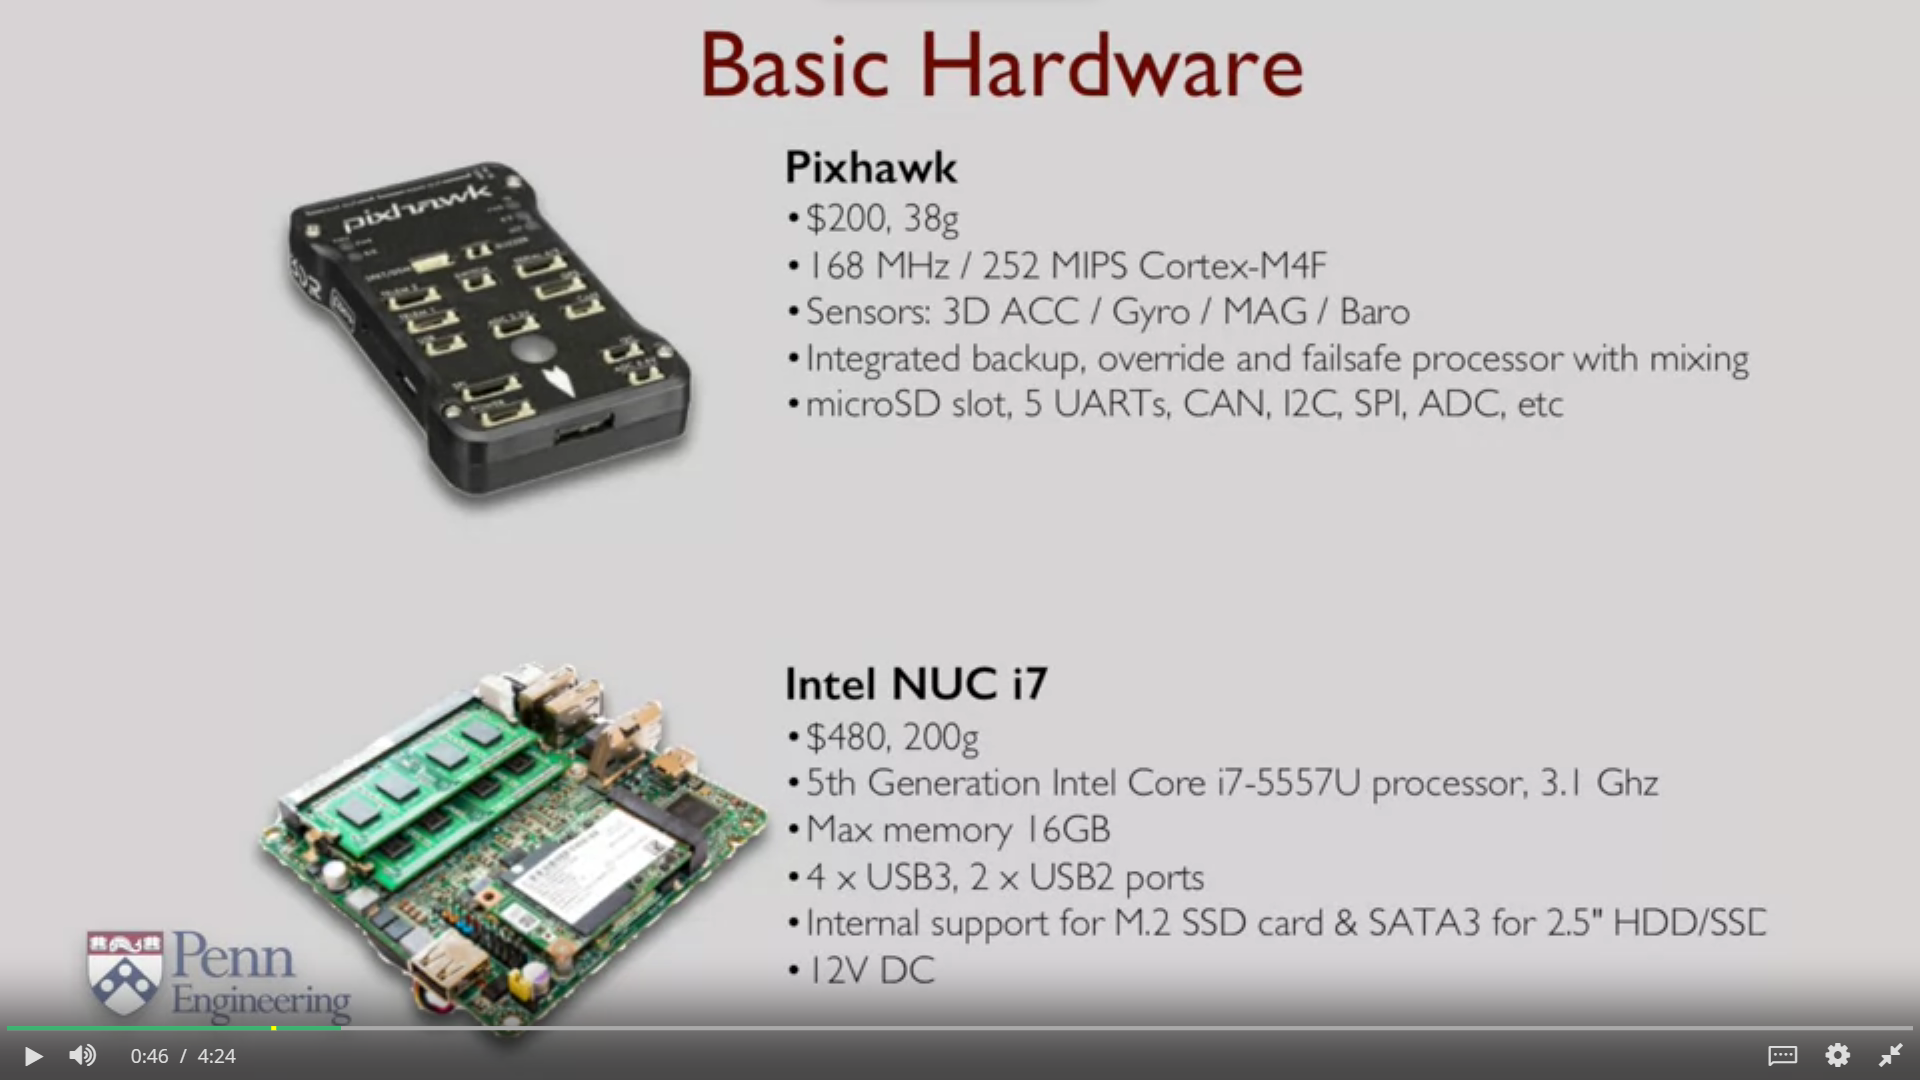 Basic Hardware
pixhawk
Pixhawk
•$200, 38g
•168 MHz / 252 MIPS Cortex-M4F
•Sensors: 3D ACC / Gyro / MAG / Baro
•Integrated backup, override and failsafe processor with mixing
•microSD slot, 5 UARTs, CAN, I2C, SPI, ADC, etc
Intel NUC i7
•$480, 200g
•5th Generation Intel Core i7-5557U processor, 3.1 Ghz
•Max memory 16GB
•4 x USB3, 2 x USB2 ports
•Internal support for M.2 SSD card & SATA3 for 2.5" HDD/SSD
•12V DC
Penn
Engineering
0:46 / 4:24